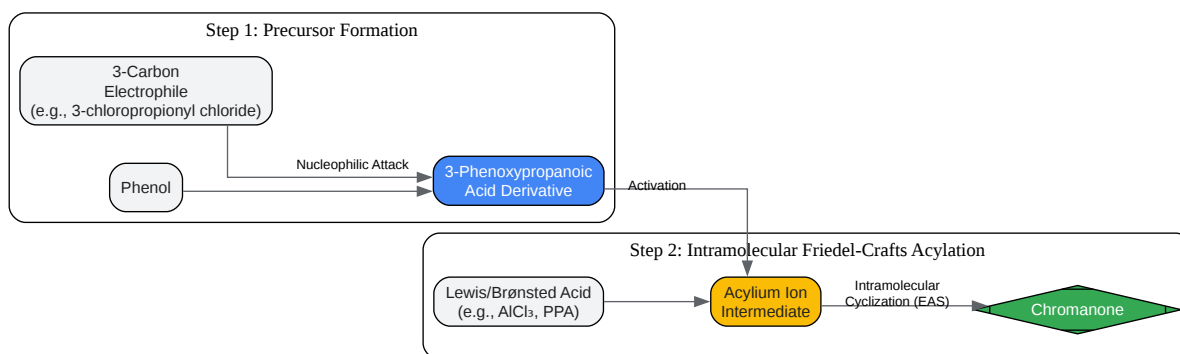 Step 1: Precursor Formation
3-Carbon
Electrophile
(e.g., 3-chloropropionyl chloride)
Nucleophilic Attack
Phenol
3-Phenoxypropanoic
Acid Derivative
Activation
Step 2: Intramolecular Friedel-Crafts Acylation
Lewis/Brønsted Acid
(e.g., AlCl₃, PPA)
Acylium Ion
Intermediate
Intramolecular
Cyclization (EAS)
Chromanone